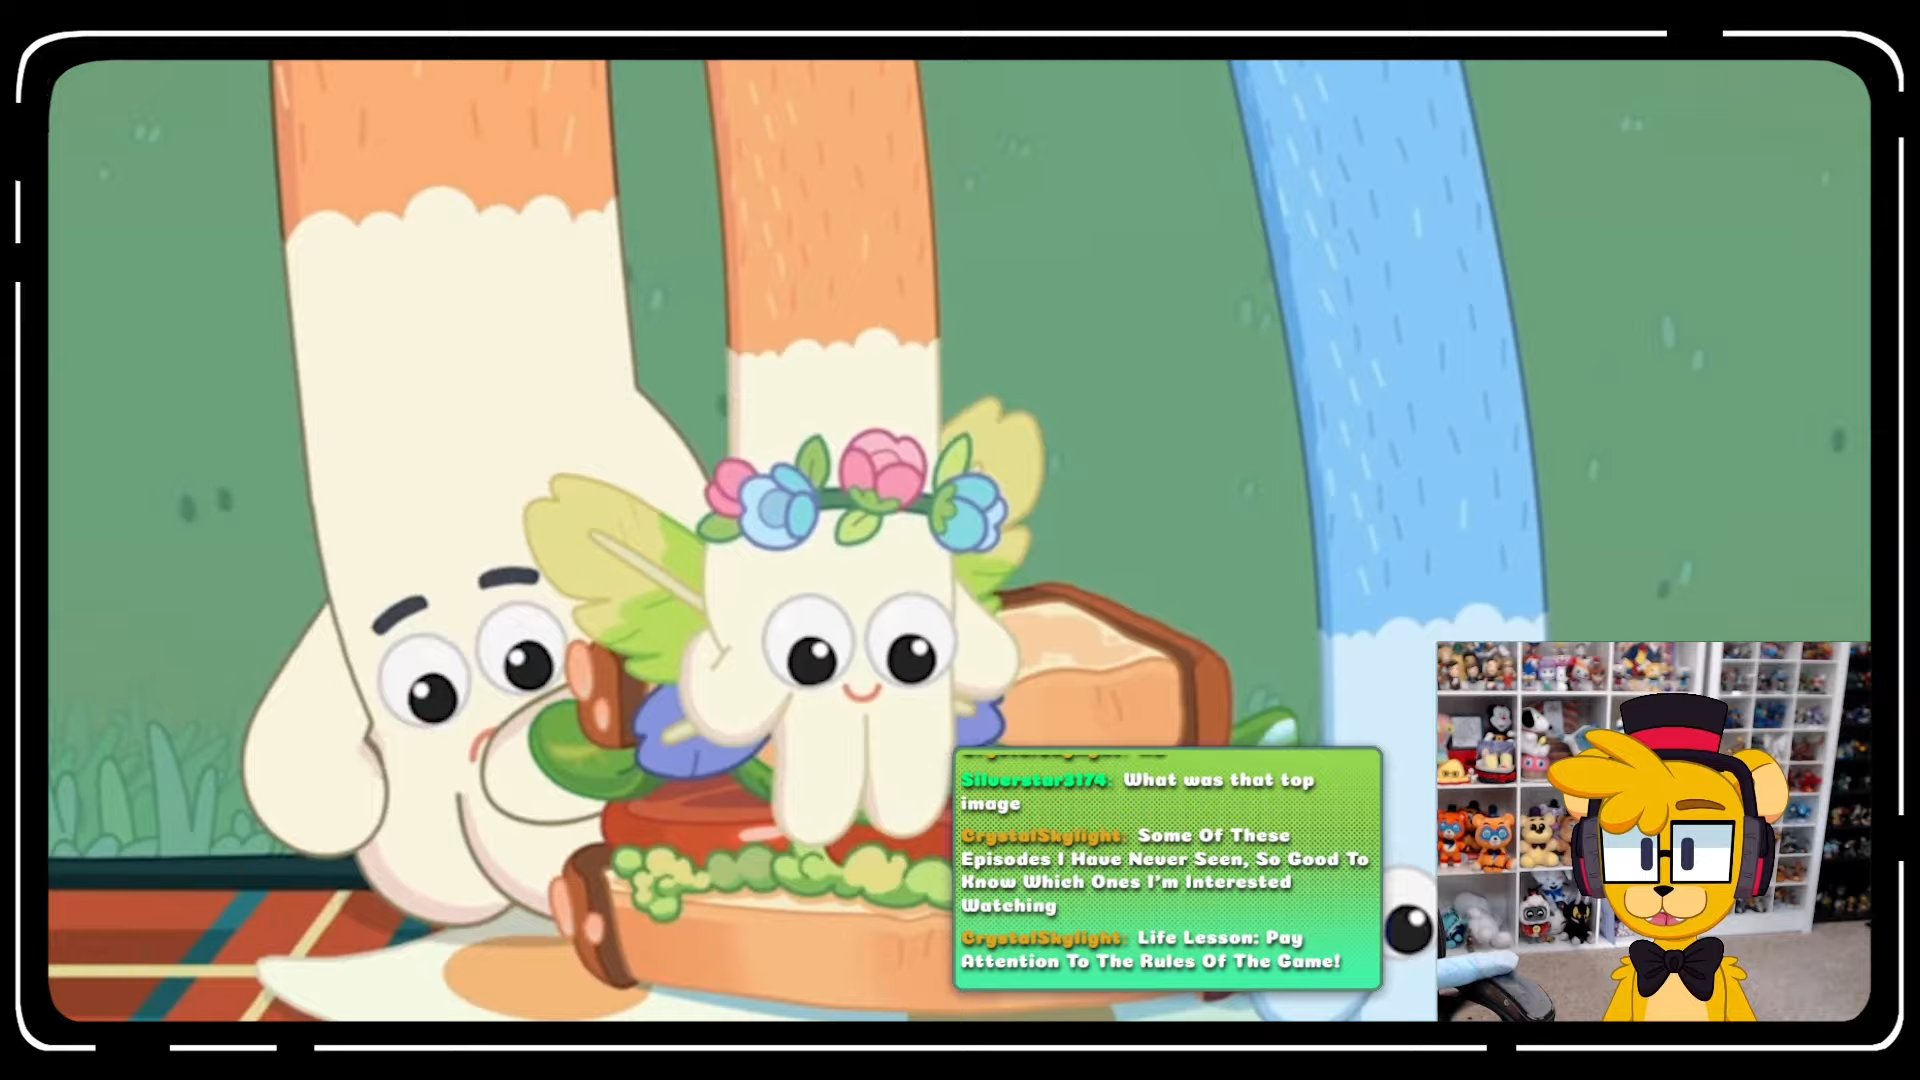 Silverstar3174: What was that top
image
CrystalSkylight: Some Of These
Episodes I Have Never Seen, So Good To
Know Which Ones I'm Interested
Watching
CrystalSkylight: Life Lesson: Pay
Attention To The Rules Of The Game!